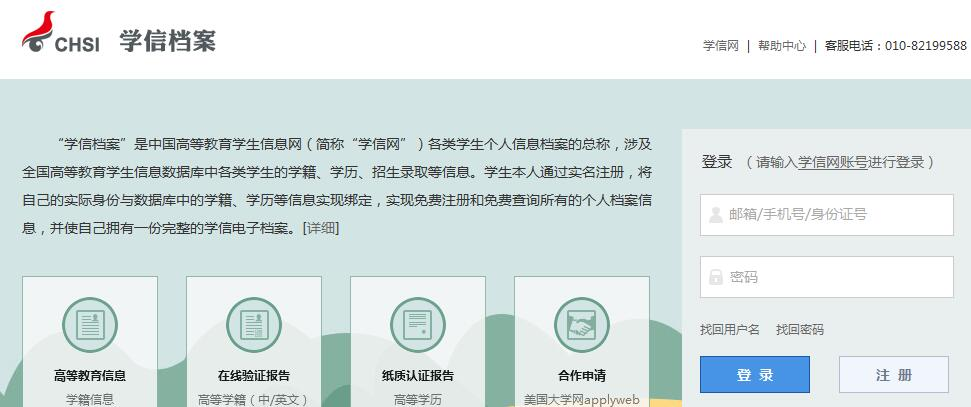 CHSI 学信档案
学信网 | 帮助中心 | 客服电话：010-82199588
“学信档案”是中国高等教育学生信息网（简称“学信网”）各类学生个人信息档案的总称，涉及
全国高等教育学生信息数据库中各类学生的学籍、学历、招生录取等信息。学生本人通过实名注册，将
自己的实际身份与数据库中的学籍、学历等信息实现绑定，实现免费注册和免费查询所有的个人档案信
息，并使自己拥有一份完整的学信电子档案。[详细]
登录 （请输入学信网账号进行登录）
邮箱/手机号/身份证号
密码
找回用户名 找回密码
登 录 注 册
高等教育信息 在线验证报告 纸质认证报告 合作申请
学籍信息 高等学籍（中/英文） 高等学历 美国大学网applyweb